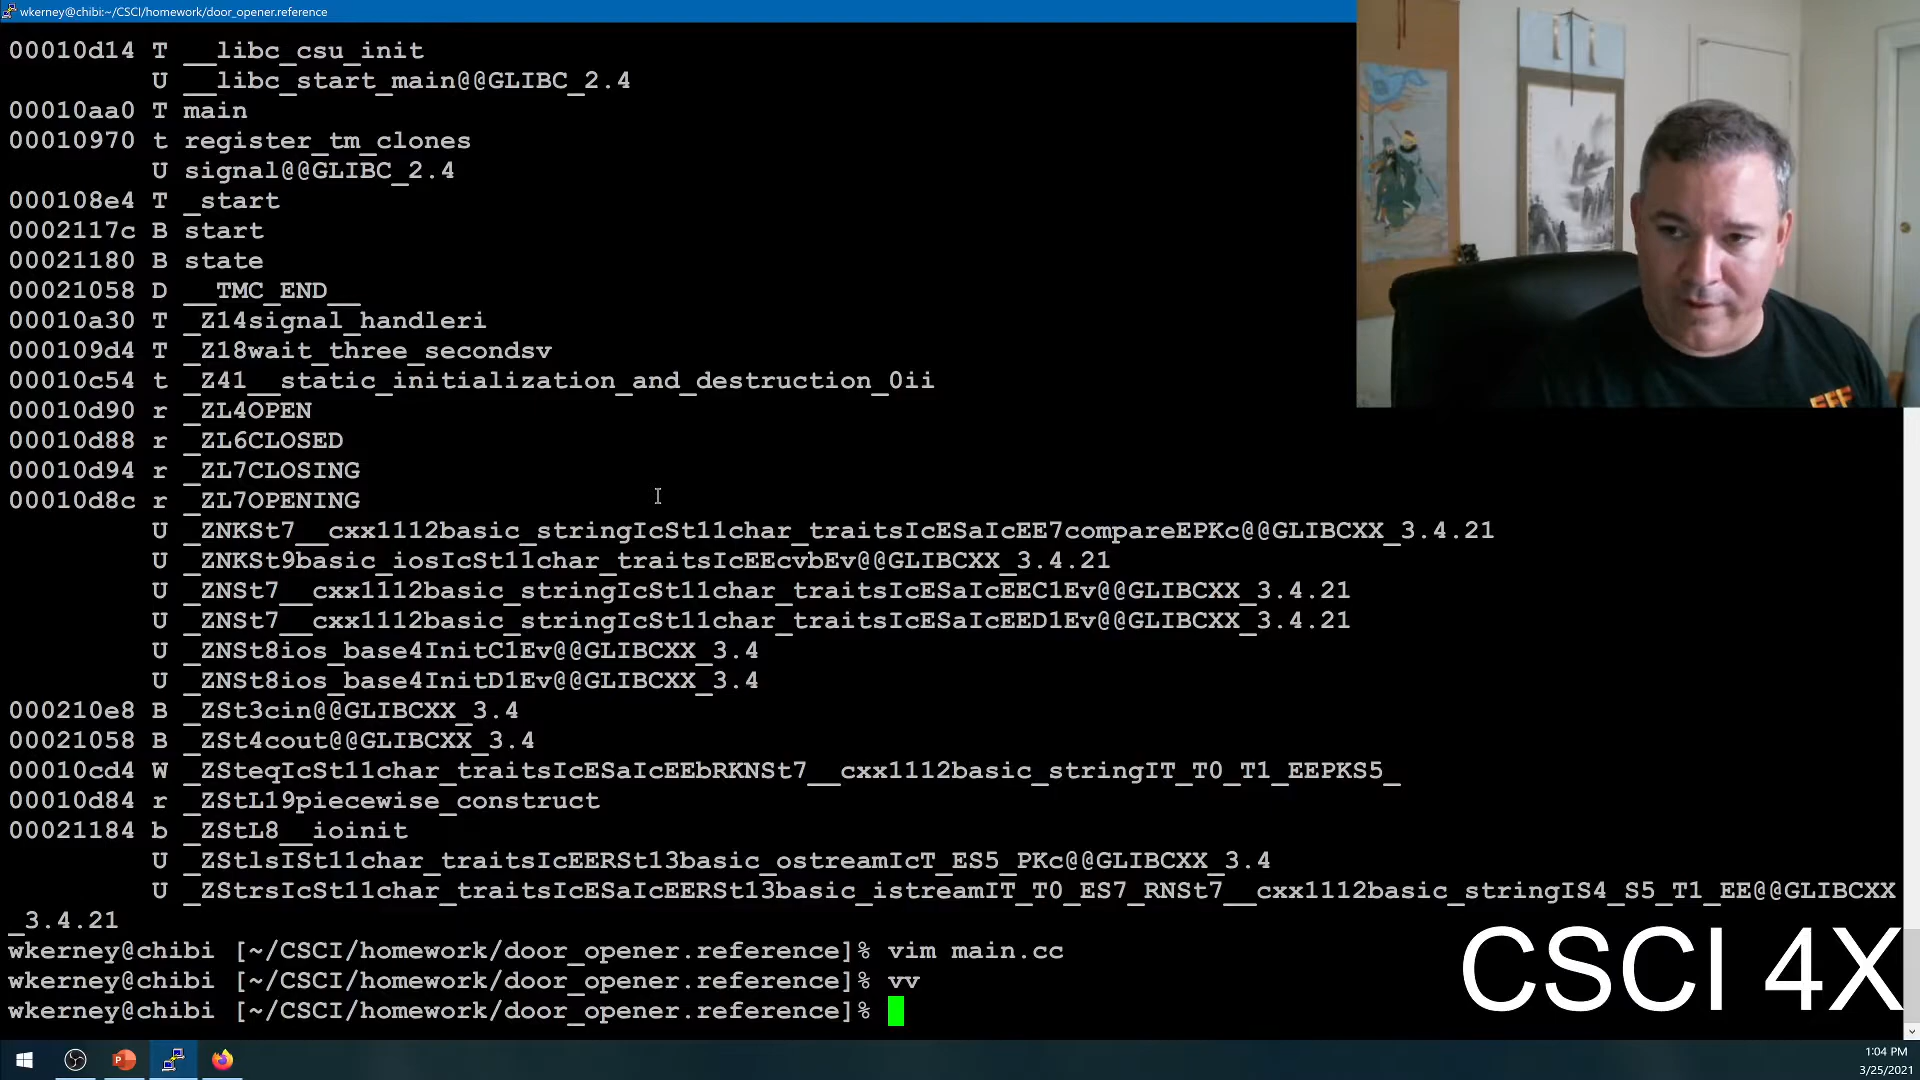 wkerney@chibi:~/CSCI/homework/door_opener.reference
00010d14 T __libc_csu_init
U __libc_start_main@@GLIBC_2.4
00010aa0 T main
00010970 t register_tm_clones
U signal@@GLIBC_2.4
000108e4 T _start
0002117c B start
00021180 B state
00021058 D __TMC_END__
00010a30 T _Z14signal_handleri
000109d4 T _Z18wait_three_secondsv
00010c54 t _Z41__static_initialization_and_destruction_0ii
00010d90 r _ZL4OPEN
00010d88 r _ZL6CLOSED
00010d94 r _ZL7CLOSING
00010d8c r _ZL7OPENING
U _ZNKSt7__cxx1112basic_stringIcSt11char_traitsIcESaIcEE7compareEPKc@@GLIBCXX_3.4.21
U _ZNKSt9basic_iosIcSt11char_traitsIcEEcvbEv@@GLIBCXX_3.4.21
U _ZNSt7__cxx1112basic_stringIcSt11char_traitsIcESaIcEEC1Ev@@GLIBCXX_3.4.21
U _ZNSt7__cxx1112basic_stringIcSt11char_traitsIcESaIcEED1Ev@@GLIBCXX_3.4.21
U _ZNSt8ios_base4InitC1Ev@@GLIBCXX_3.4
U _ZNSt8ios_base4InitD1Ev@@GLIBCXX_3.4
000210e8 B _ZSt3cin@@GLIBCXX_3.4
00021058 B _ZSt4cout@@GLIBCXX_3.4
00010cd4 W _ZSteqIcSt11char_traitsIcESaIcEEbRKNSt7__cxx1112basic_stringIT_T0_T1_EEPKS5_
00010d84 r _ZStL19piecewise_construct
00021184 b _ZStL8__ioinit
U _ZStlsISt11char_traitsIcEERSt13basic_ostreamIcT_ES5_PKc@@GLIBCXX_3.4
U _ZStrsIcSt11char_traitsIcESaIcEERSt13basic_istreamIT_T0_ES7_RNSt7__cxx1112basic_stringIS4_S5_T1_EE@@GLIBCXX
_3.4.21
wkerney@chibi [~/CSCI/homework/door_opener.reference]% vim main.cc
wkerney@chibi [~/CSCI/homework/door_opener.reference]% vv
wkerney@chibi [~/CSCI/homework/door_opener.reference]%
EFF
CSCI 4X
1:04 PM
3/25/2021